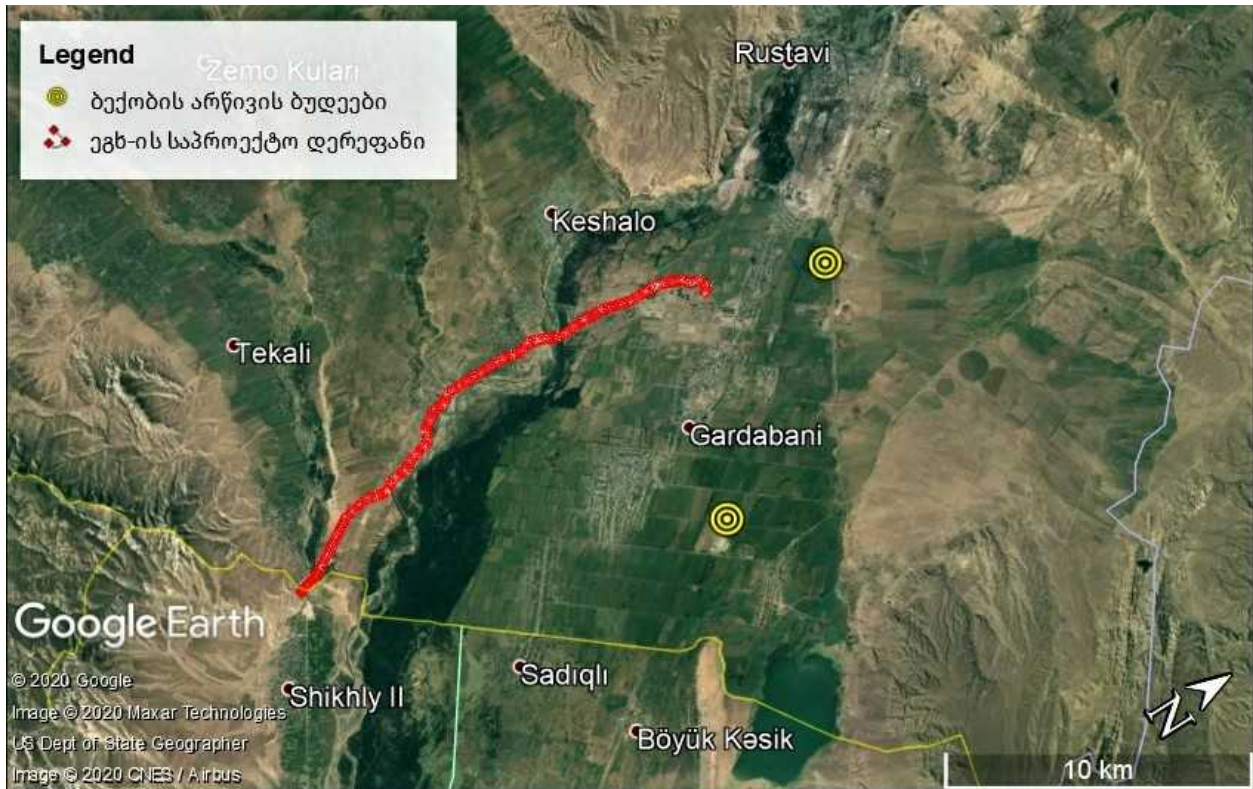 Legend
Zemo Kulari
ბექობის არწივის ბუდეები
ეგხ-ის საპროექტო დერეფანი
Rustavi
Keshalo
Tekali
Gardabani
Google Earth
Sadıqlı
Shikhly II
Böyük Kəsik
© 2020 Google
Image © 2020 Maxar Technologies
US Dept of State Geographer
Image © 2020 CNES / Airbus
N
10 km